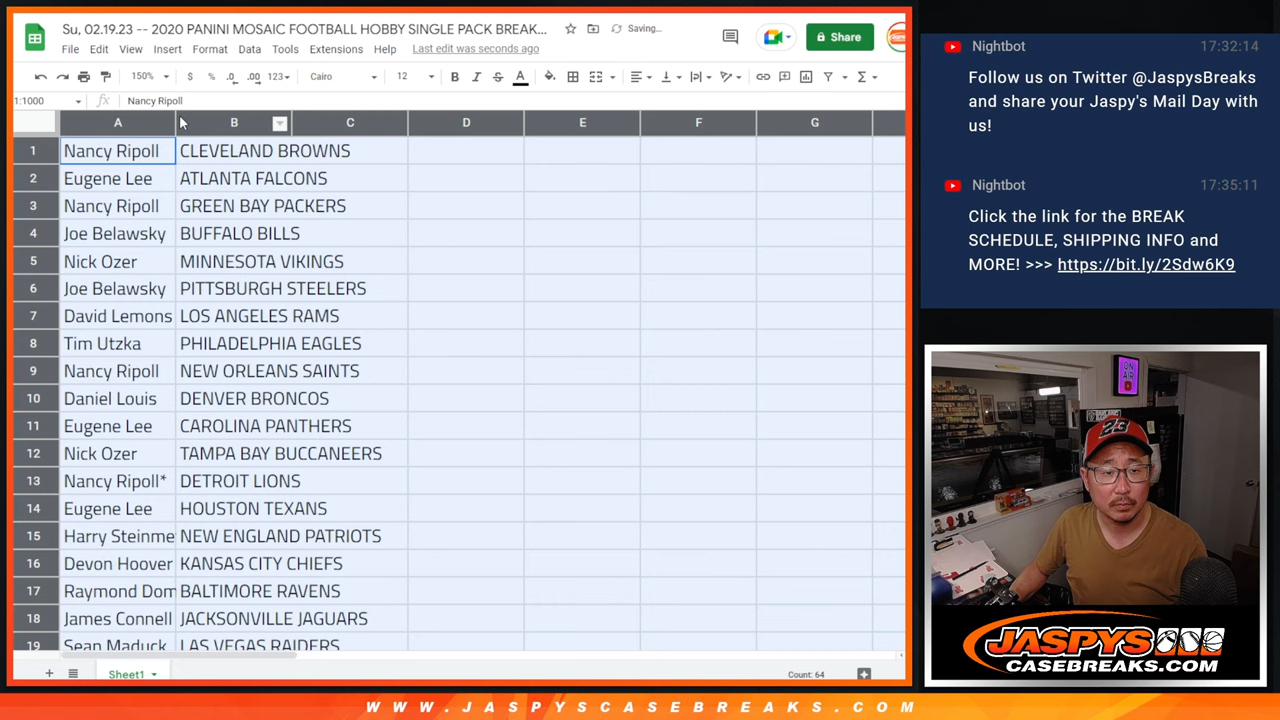 Su, 02.19.23 -- 2020 PANINI MOSAIC FOOTBALL HOBBY SINGLE PACK BREAK...
Saving...
Share
File Edit View Insert Format Data Tools Extensions Help Last edit was seconds ago
150% $ % .0 .00 123 Cairo 12 B I S A
1:1000 fx Nancy Ripoll
A B C D E F G
1 Nancy Ripoll CLEVELAND BROWNS
2 Eugene Lee ATLANTA FALCONS
3 Nancy Ripoll GREEN BAY PACKERS
4 Joe Belawsky BUFFALO BILLS
5 Nick Ozer MINNESOTA VIKINGS
6 Joe Belawsky PITTSBURGH STEELERS
7 David Lemons LOS ANGELES RAMS
8 Tim Utzka PHILADELPHIA EAGLES
9 Nancy Ripoll NEW ORLEANS SAINTS
10 Daniel Louis DENVER BRONCOS
11 Eugene Lee CAROLINA PANTHERS
12 Nick Ozer TAMPA BAY BUCCANEERS
13 Nancy Ripoll* DETROIT LIONS
14 Eugene Lee HOUSTON TEXANS
15 Harry Steinme NEW ENGLAND PATRIOTS
16 Devon Hoover KANSAS CITY CHIEFS
17 Raymond Dom BALTIMORE RAVENS
18 James Connell JACKSONVILLE JAGUARS
19 Sean Maduck LAS VEGAS RAIDERS
Sheet1
Count: 64
Nightbot 17:32:14
Follow us on Twitter @JaspysBreaks
and share your Jaspy's Mail Day with
us!
Nightbot 17:35:11
Click the link for the BREAK
SCHEDULE, SHIPPING INFO and
MORE! >>> https://bit.ly/2Sdw6K9
ON AIR
23
JASPYS
CASEBREAKS.COM
WWW.JASPYSCASEBREAKS.COM